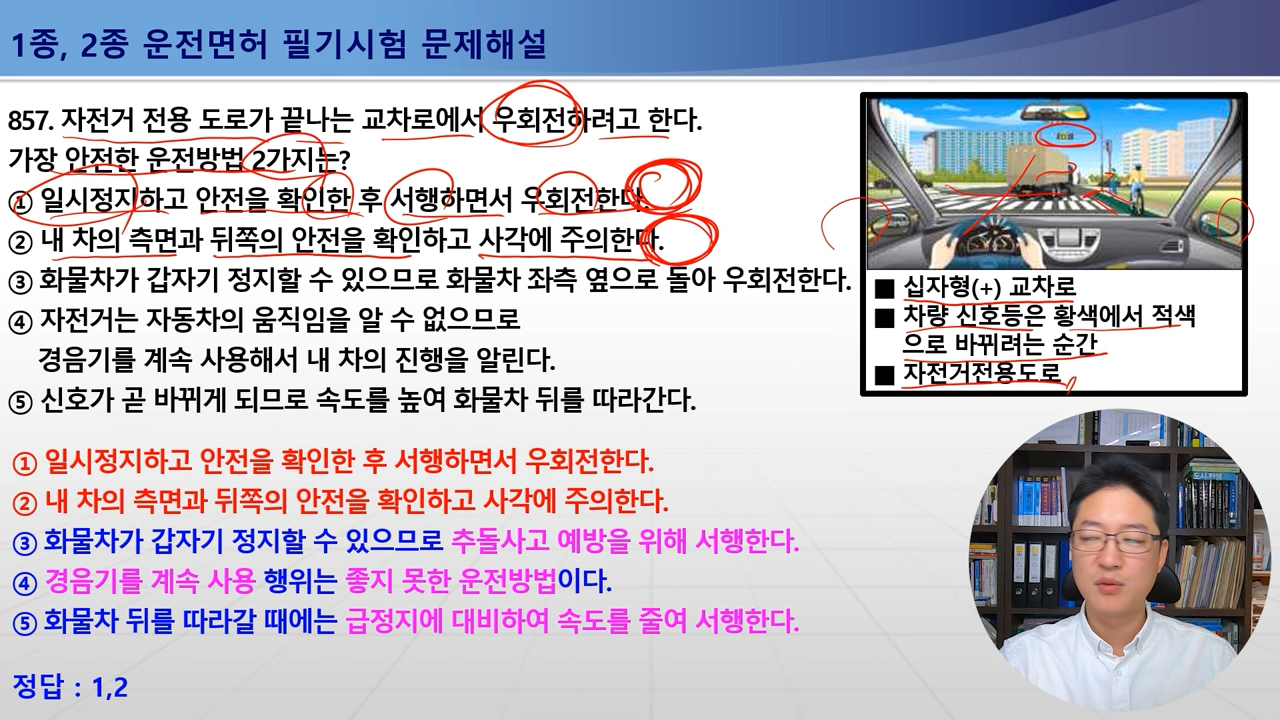 1종, 2종 운전면허 필기시험 문제해설
857. 자전거 전용 도로가 끝나는 교차로에서 우회전하려고 한다.
가장 안전한 운전방법 2가지는?
① 일시정지하고 안전을 확인한 후 서행하면서 우회전한다.
② 내 차의 측면과 뒤쪽의 안전을 확인하고 사각에 주의한다.
③ 화물차가 갑자기 정지할 수 있으므로 화물차 좌측 옆으로 돌아 우회전한다.
④ 자전거는 자동차의 움직임을 알 수 없으므로
경음기를 계속 사용해서 내 차의 진행을 알린다.
⑤ 신호가 곧 바뀌게 되므로 속도를 높여 화물차 뒤를 따라간다.
■ 십자형(+) 교차로
■ 차량 신호등은 황색에서 적색
으로 바뀌려는 순간
■ 자전거전용도로
① 일시정지하고 안전을 확인한 후 서행하면서 우회전한다.
② 내 차의 측면과 뒤쪽의 안전을 확인하고 사각에 주의한다.
③ 화물차가 갑자기 정지할 수 있으므로 추돌사고 예방을 위해 서행한다.
④ 경음기를 계속 사용 행위는 좋지 못한 운전방법이다.
⑤ 화물차 뒤를 따라갈 때에는 급정지에 대비하여 속도를 줄여 서행한다.
정답 : 1,2